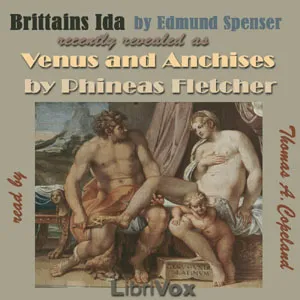 Brittains Ida by Edmund Spenser
recently revealed as
Venus and Anchises
by Phineas Fletcher
read by
Thomas A. Copeland
LibriVox